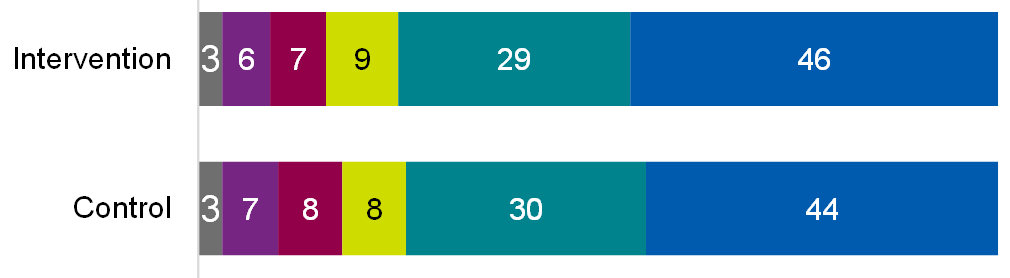 Intervention 3 6 7 9 29 46
Control 3 7 8 8 30 44